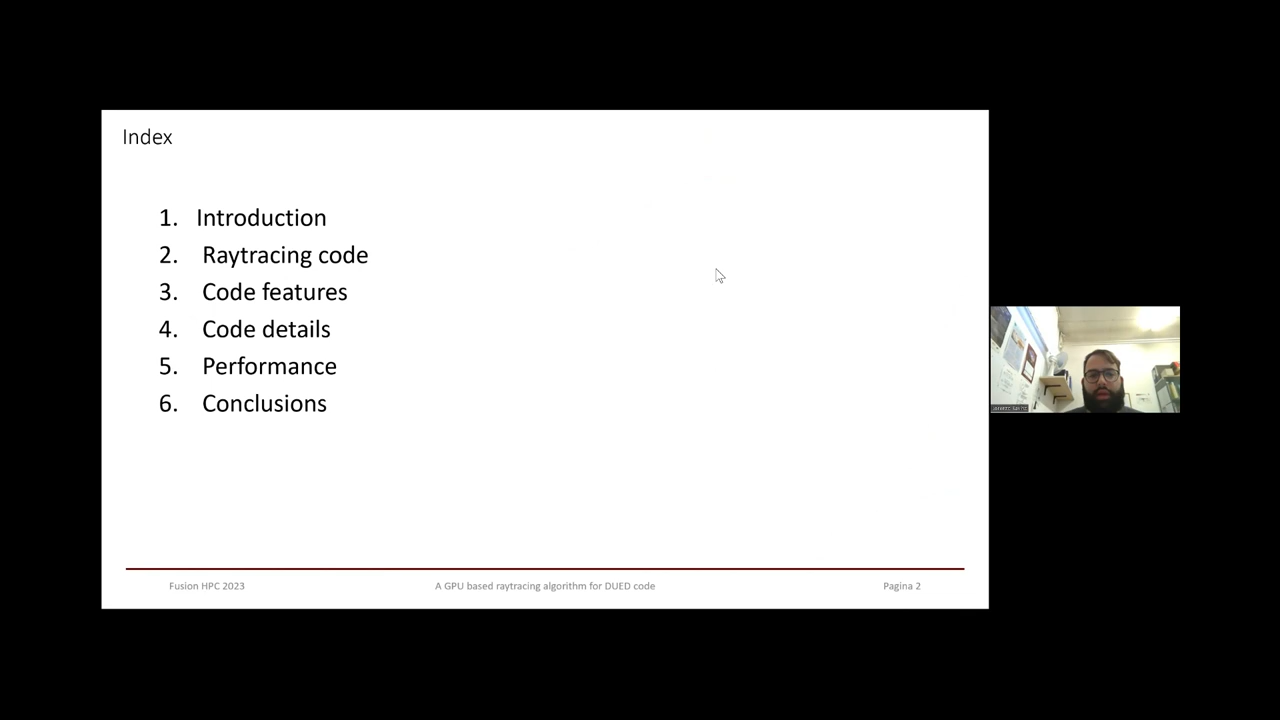 Index
1. Introduction
2. Raytracing code
3. Code features
4. Code details
5. Performance
6. Conclusions
Fusion HPC 2023
A GPU based raytracing algorithm for DUED code
Pagina 2